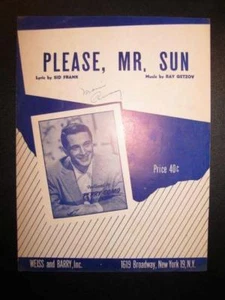 PLEASE, MR. SUN
Lyric by SID FRANK
Music by RAY GETZOV
Price 40¢
WEISS and BARRY, Inc.
1619 Broadway, New York 19, N.Y.